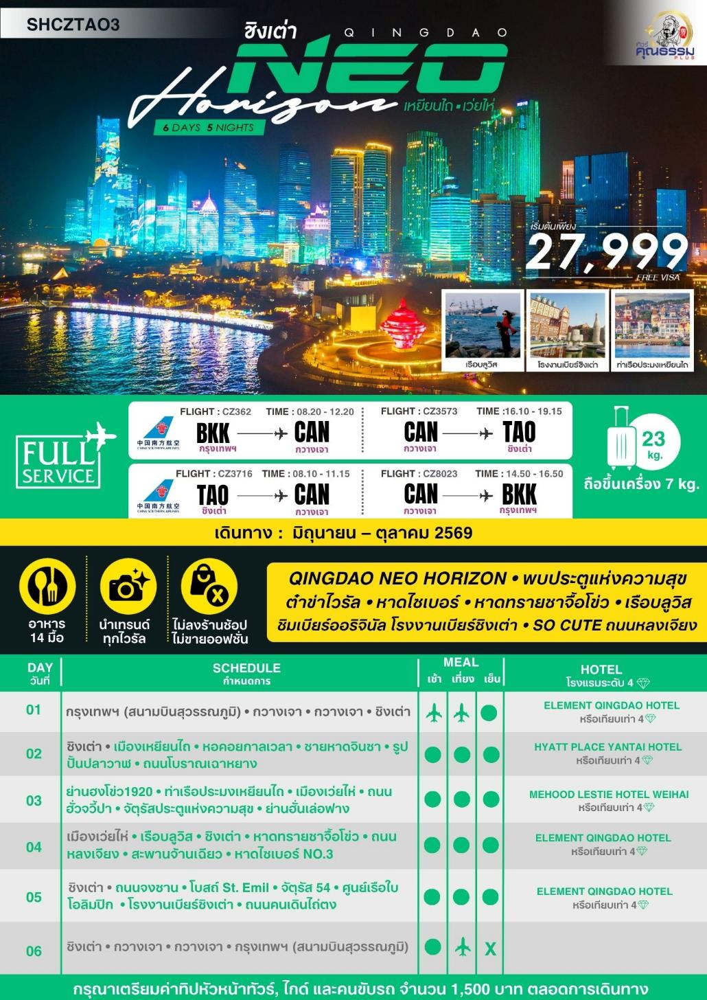 SHCZTAO3
ชิงเต่า QINGDAO
ทัวร์
คุณธรรม
PLUS
NEO
Horizon
เหยียนไถ • เว่ยไห่
6 DAYS 5 NIGHTS
เริ่มต้นเพียง
27,999
FREE VISA
เรือบลูวิส
โรงงานเบียร์ชิงเต่า
ท่าเรือประมงเหยียนไถ
FULL
SERVICE
中国南方航空
CHINA SOUTHERN AIRLINES
FLIGHT : CZ362 TIME : 08.20 - 12.20
BKK CAN
กรุงเทพฯ กวางเจา
FLIGHT : CZ3573 TIME :16.10 - 19.15
CAN TAO
กวางเจา ชิงเต่า
中国南方航空
CHINA SOUTHERN AIRLINES
FLIGHT : CZ3716 TIME : 08.10 - 11.15
TAO CAN
ชิงเต่า กวางเจา
FLIGHT : CZ8023 TIME : 14.50 - 16.50
CAN BKK
กวางเจา กรุงเทพฯ
23
kg.
ถือขึ้นเครื่อง 7 kg.
เดินทาง : มิถุนายน – ตุลาคม 2569
อาหาร
14 มื้อ
นำเทรนด์
ทุกไวรัล
X
ไม่ลงร้านช้อป
ไม่ขายออฟชั่น
QINGDAO NEO HORIZON • พบประตูแห่งความสุข
ต๋าข่าไวรัล • หาดไซเบอร์ • หาดทรายซาจื้อโข่ว • เรือบลูวิส
ชิมเบียร์ออริจินัล โรงงานเบียร์ชิงเต่า • SO CUTE ถนนหลงเจียง
DAY
วันที่
SCHEDULE
กำหนดการ
MEAL
เช้า เที่ยง เย็น
HOTEL
โรงแรมระดับ 4
01
กรุงเทพฯ (สนามบินสุวรรณภูมิ) • กวางเจา • กวางเจา • ชิงเต่า
ELEMENT QINGDAO HOTEL
หรือเทียบเท่า 4
02
ชิงเต่า • เมืองเหยียนไถ • หอคอยกาลเวลา • ชายหาดจินซา • รูป
ปั้นปลาวาฬ • ถนนโบราณเฉาหยาง
HYATT PLACE YANTAI HOTEL
หรือเทียบเท่า 4
03
ย่านฮงโข่ว1920 • ท่าเรือประมงเหยียนไถ • เมืองเว่ยไห่ • ถนน
ฮั่วจวี้ปา • จัตุรัสประตูแห่งความสุข • ย่านฮั่นเล่อฟาง
MEHOOD LESTIE HOTEL WEIHAI
หรือเทียบเท่า 4
04
เมืองเว่ยไห่ • เรือบลูวิส • ชิงเต่า • หาดทรายซาจื้อโข่ว • ถนน
หลงเจียง • สะพานจ้านเฉียว • หาดไซเบอร์ NO.3
ELEMENT QINGDAO HOTEL
หรือเทียบเท่า 4
05
ชิงเต่า • ถนนจงซาน • โบสถ์ St. Emil • จัตุรัส 54 • ศูนย์เรือใบ
โอลิมปิก • โรงงานเบียร์ชิงเต่า • ถนนคนเดินไถ่ตง
ELEMENT QINGDAO HOTEL
หรือเทียบเท่า 4
06
ชิงเต่า • กวางเจา • กวางเจา • กรุงเทพฯ (สนามบินสุวรรณภูมิ)
X
กรุณาเตรียมค่าทิปหัวหน้าทัวร์, ไกด์ และคนขับรถ จำนวน 1,500 บาท ตลอดการเดินทาง